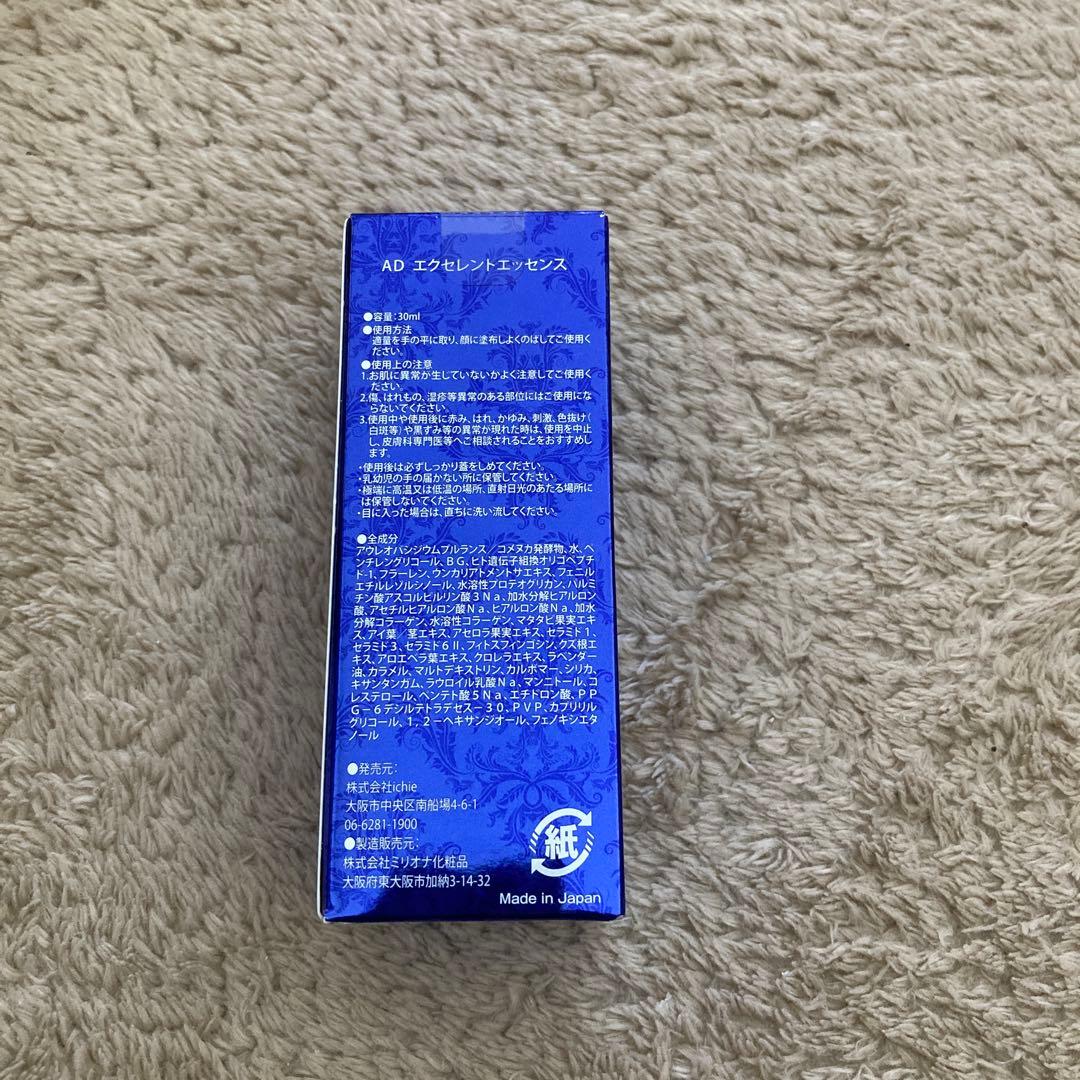 AD エクセレントエッセンス
●容量:30ml
●使用方法
適量を手の平に取り、顔に塗布しよくのばしてご使用く
ださい。
●使用上の注意
1.お肌に異常が生していないかよく注意してご使用く
ださい。
2.傷、はれもの、湿疹等異常のある部位にはご使用にな
らないでください。
3.使用中や使用後に赤み、はれ、かゆみ、刺激、色抜け(
白斑等)や黒ずみ等の異常が現れた時は、使用を中止
し、皮膚科専門医等へご相談されることをおすすめし
ます。
・使用後は必ずしっかり蓋をしめてください。
・乳幼児の手の届かない所に保管してください。
・極端に高温又は低温の場所、直射日光のあたる場所に
は保管しないでください。
・目に入った場合は、直ちに洗い流してください。
●全成分
アウレオバシジウムプルランス/コメヌカ発酵物、水、ペ
ンチレングリコール、BG、ヒト遺伝子組換オリゴペプチ
ド-1、フラーレン、ウンカリアトメントサエキス、フェニル
エチルレゾルシノール、水溶性プロテオグリカン、パルミ
チン酸アスコルビルリン酸3Na、加水分解ヒアルロン
酸、アセチルヒアルロン酸Na、ヒアルロン酸Na、加水
分解コラーゲン、水溶性コラーゲン、マタタビ果実エキ
ス、アイ葉/茎エキス、アセロラ果実エキス、セラミド1、
セラミド3、セラミド6II、フィトスフィンゴシン、クズ根エ
キス、アロエベラ葉エキス、クロレラエキス、ラベンダー
油、カラメル、マルトデキストリン、カルボマー、シリカ、
キサンタンガム、ラウロイル乳酸Na、マンニトール、コ
レステロール、ペンテト酸5Na、エチドロン酸、PP
G-6デシルテトラデセス-30、PVP、カプリリル
グリコール、1,2-ヘキサンジオール、フェノキシエタ
ノール
●発売元:
株式会社ichie
大阪市中央区南船場4-6-1
06-6281-1900
●製造販売元:
株式会社ミリオナ化粧品
大阪府東大阪市加納3-14-32
紙
Made in Japan